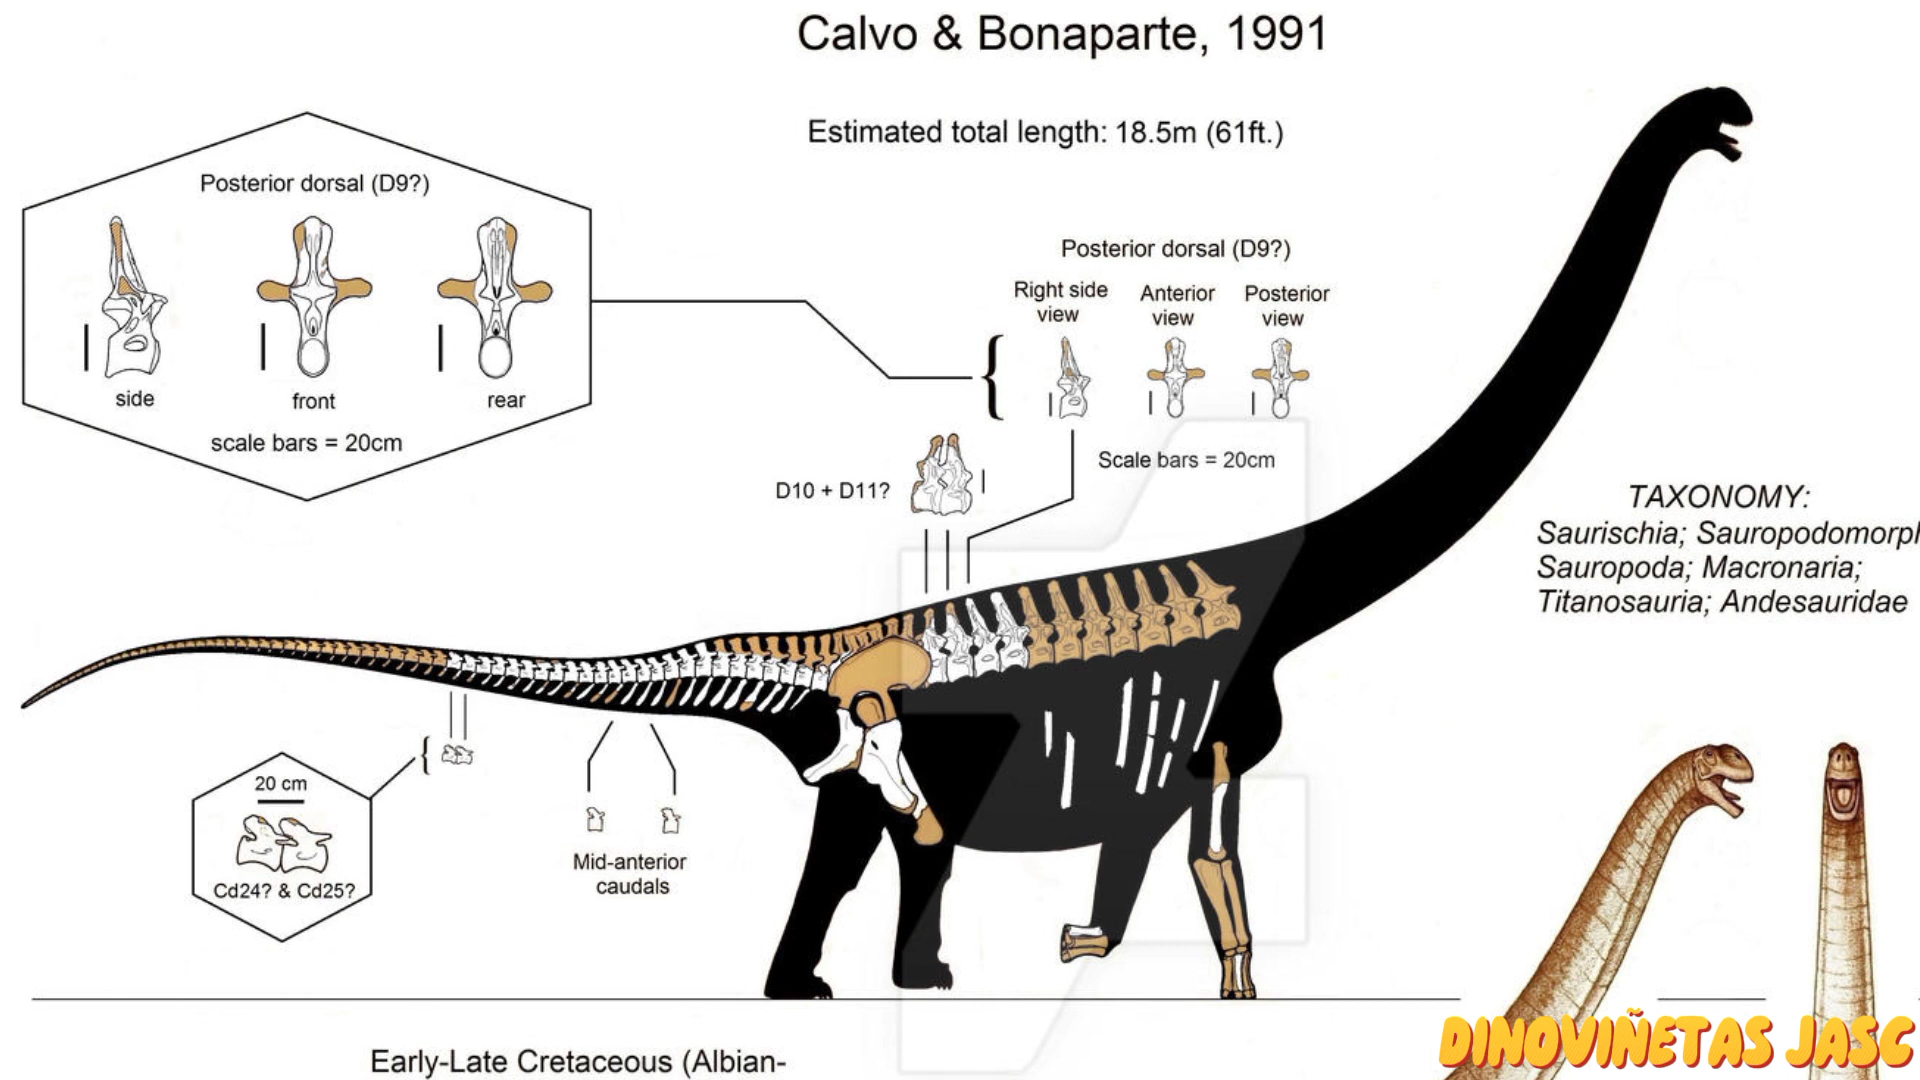 Calvo & Bonaparte, 1991
Estimated total length: 18.5m (61ft.)
Posterior dorsal (D9?)
side
front
rear
scale bars = 20cm
Posterior dorsal (D9?)
Right side
view
Anterior
view
Posterior
view
Scale bars = 20cm
D10 + D11?
TAXONOMY:
Saurischia; Sauropodomorph
Sauropoda; Macronaria;
Titanosauria; Andesauridae
20 cm
Cd24? & Cd25?
Mid-anterior
caudals
Early-Late Cretaceous (Albian-
DINOVIÑETAS JASC